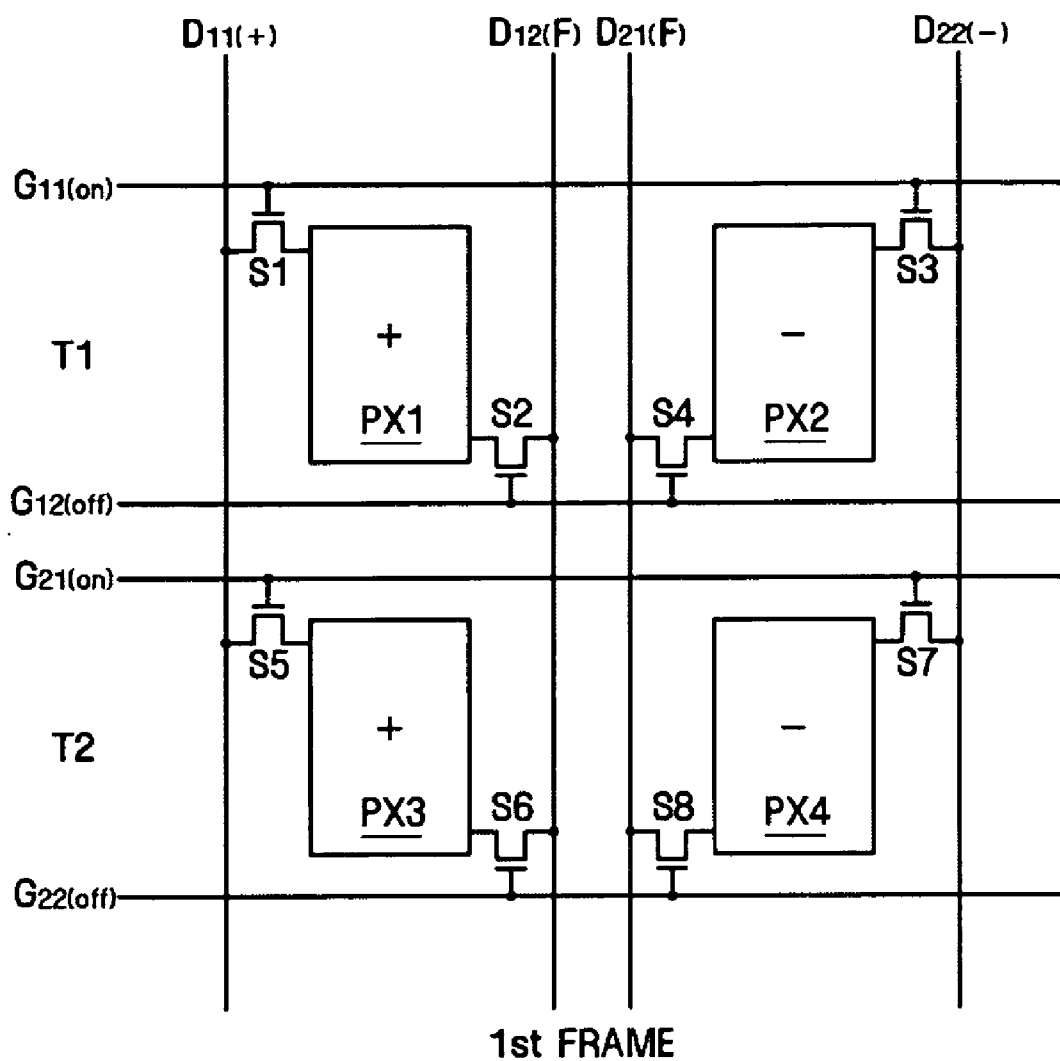 D11(+) D12(F) D21(F) D22(-)
G11(on)
S1 S3
+ -
T1
PX1 S2 S4 PX2
G12(off)
G21(on)
S5 S7
+ -
T2
PX3 S6 S8 PX4
G22(off)
1st FRAME